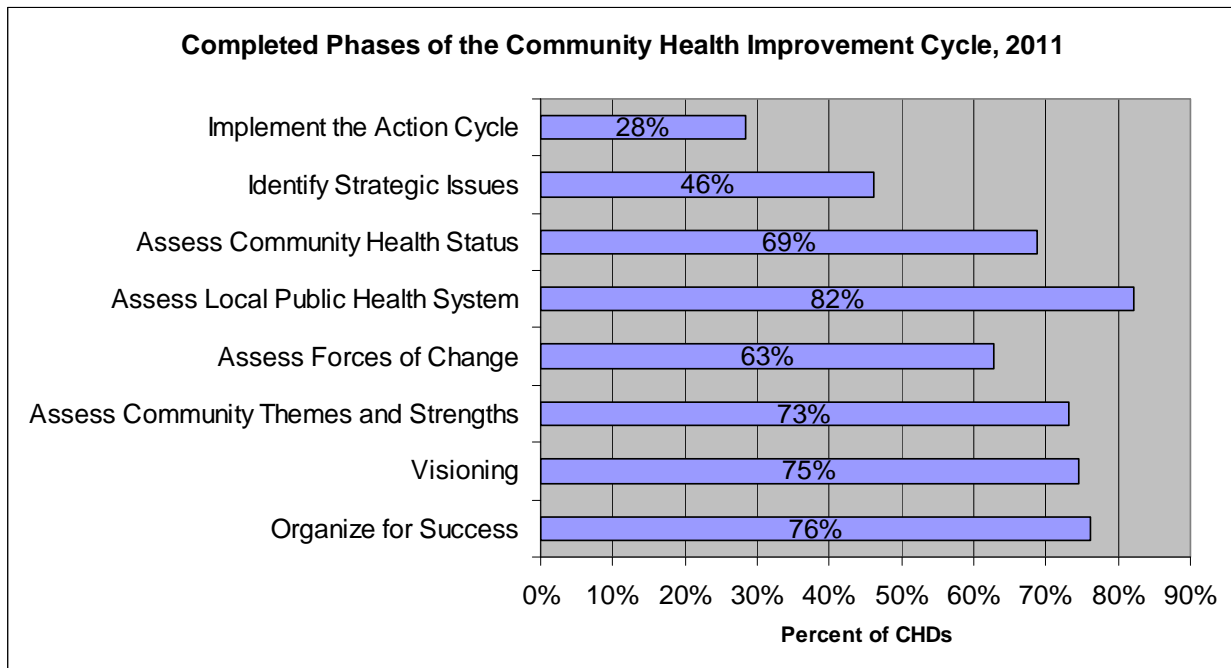 Completed Phases of the Community Health Improvement Cycle, 2011
Implement the Action Cycle
28%
Identify Strategic Issues
46%
Assess Community Health Status
69%
Assess Local Public Health System
82%
Assess Forces of Change
63%
Assess Community Themes and Strengths
73%
Visioning
75%
Organize for Success
76%
0% 10% 20% 30% 40% 50% 60% 70% 80% 90%
Percent of CHDs